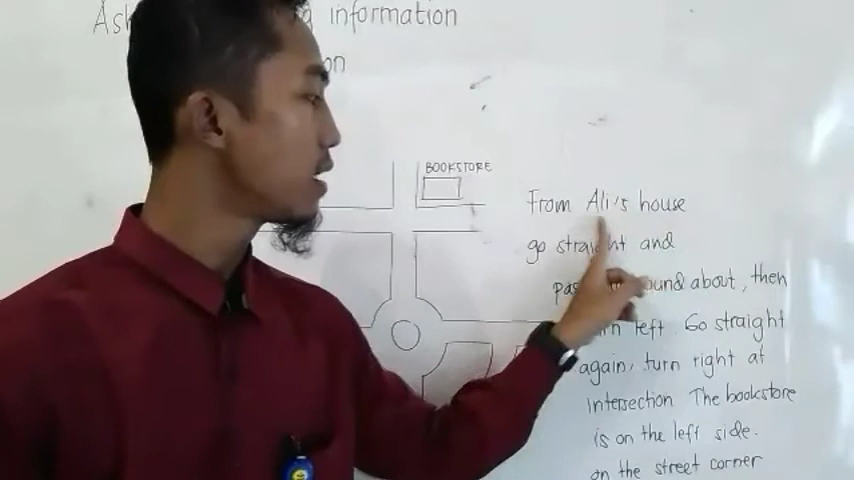 information
BOOKSTORE
From Ali's house
go straight and
about, then
left Go straight
again, turn right at
intersection The bookstore
is on the left side.
on the street corner